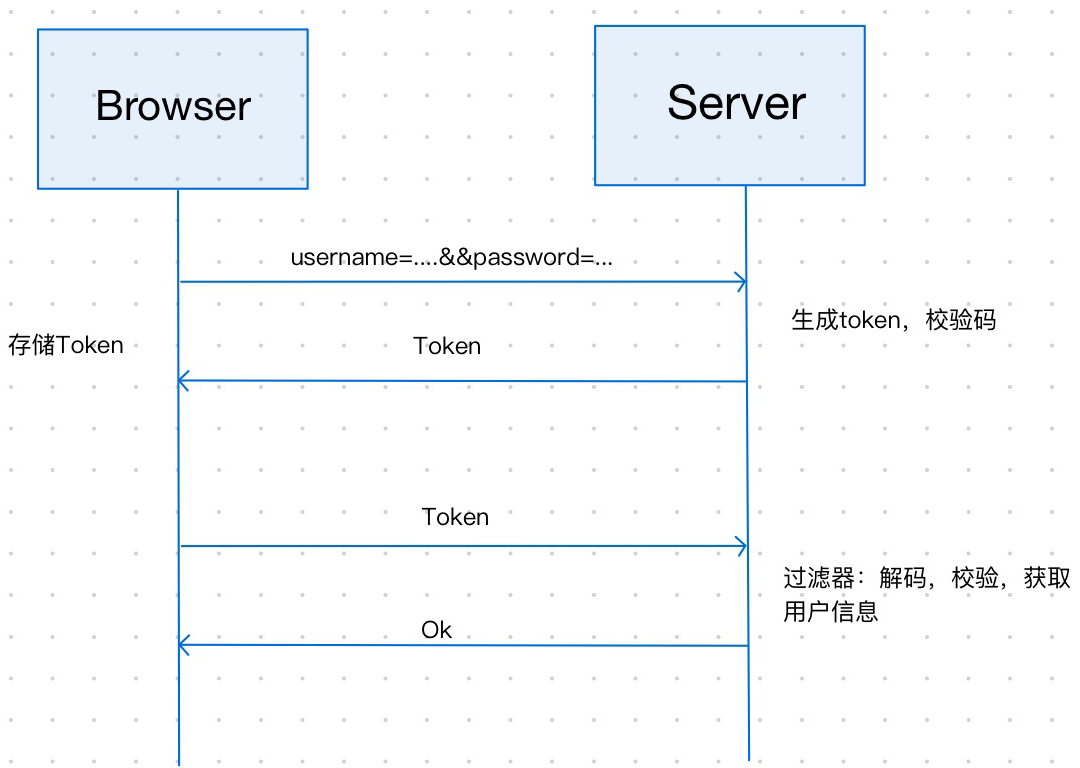 Browser
Server
username=....&&password=...
生成token，校验码
存储Token
Token
Token
过滤器：解码，校验，获取
用户信息
Ok